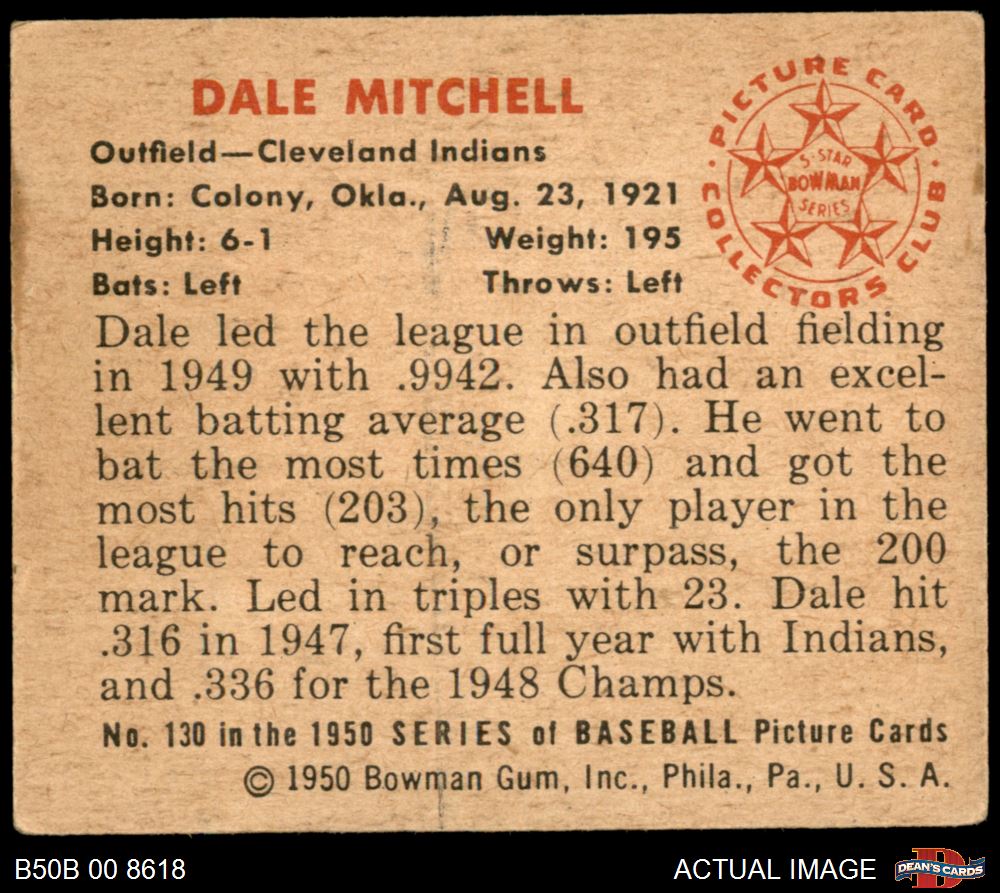 DALE MITCHELL
Outfield—Cleveland Indians
Born: Colony, Okla., Aug. 23, 1921
Height: 6-1 Weight: 195
Bats: Left Throws: Left
PICTURE CARD
COLLECTORS CLUB
5-STAR
BOWMAN
SERIES
Dale led the league in outfield fielding
in 1949 with .9942. Also had an excel-
lent batting average (.317). He went to
bat the most times (640) and got the
most hits (203), the only player in the
league to reach, or surpass, the 200
mark. Led in triples with 23. Dale hit
.316 in 1947, first full year with Indians,
and .336 for the 1948 Champs.
No. 130 in the 1950 SERIES of BASEBALL Picture Cards
© 1950 Bowman Gum, Inc., Phila., Pa., U. S. A.
B50B 00 8618
ACTUAL IMAGE
D
DEAN'S CARDS